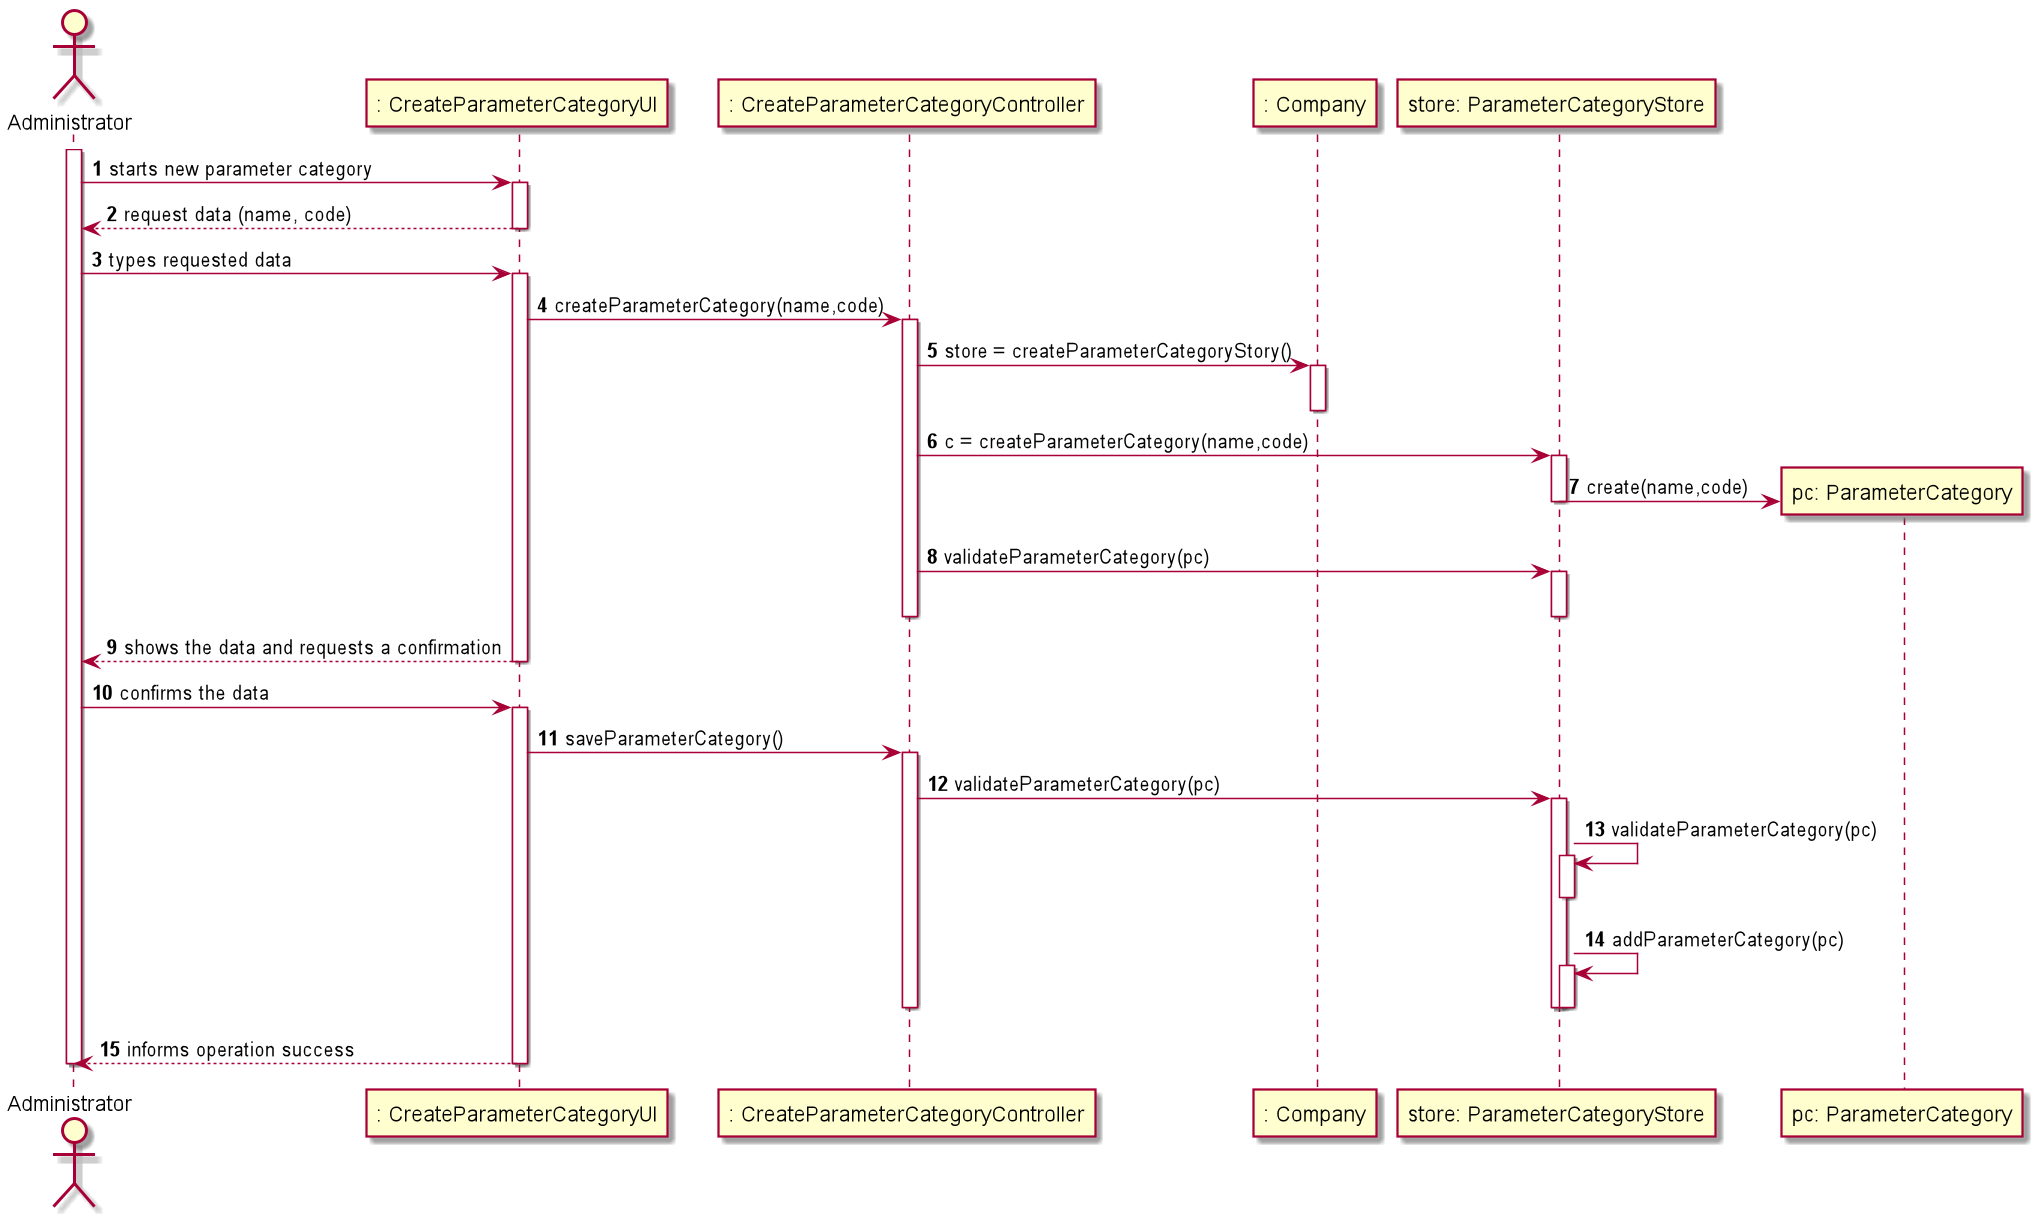 Administrator
: CreateParameterCategoryUI
: CreateParameterCategoryController
: Company
store: ParameterCategoryStore
1 starts new parameter category
2 request data (name, code)
3 types requested data
4 createParameterCategory(name,code)
5 store = createParameterCategoryStory()
6 c = createParameterCategory(name,code)
7 create(name,code)
pc: ParameterCategory
8 validateParameterCategory(pc)
9 shows the data and requests a confirmation
10 confirms the data
11 saveParameterCategory()
12 validateParameterCategory(pc)
13 validateParameterCategory(pc)
14 addParameterCategory(pc)
15 informs operation success
Administrator
: CreateParameterCategoryUI
: CreateParameterCategoryController
: Company
store: ParameterCategoryStore
pc: ParameterCategory